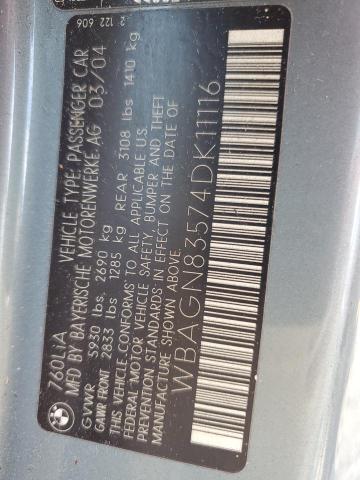 2 122 606
760LIA
VEHICLE TYPE: PASSENGER CAR
MFD BY BAYERISCHE MOTORENWERKE AG 03/04
GVWR 5930 lbs 2690 kg
GAWR FRONT 2833 lbs 1285 kg REAR 3108 lbs 1410 kg
THIS VEHICLE CONFORMS TO ALL APPLICABLE U.S.
FEDERAL MOTOR VEHICLE SAFETY, BUMPER AND THEFT
PREVENTION STANDARDS IN EFFECT ON THE DATE OF
MANUFACTURE SHOWN ABOVE.
WBAGN83574DK11116